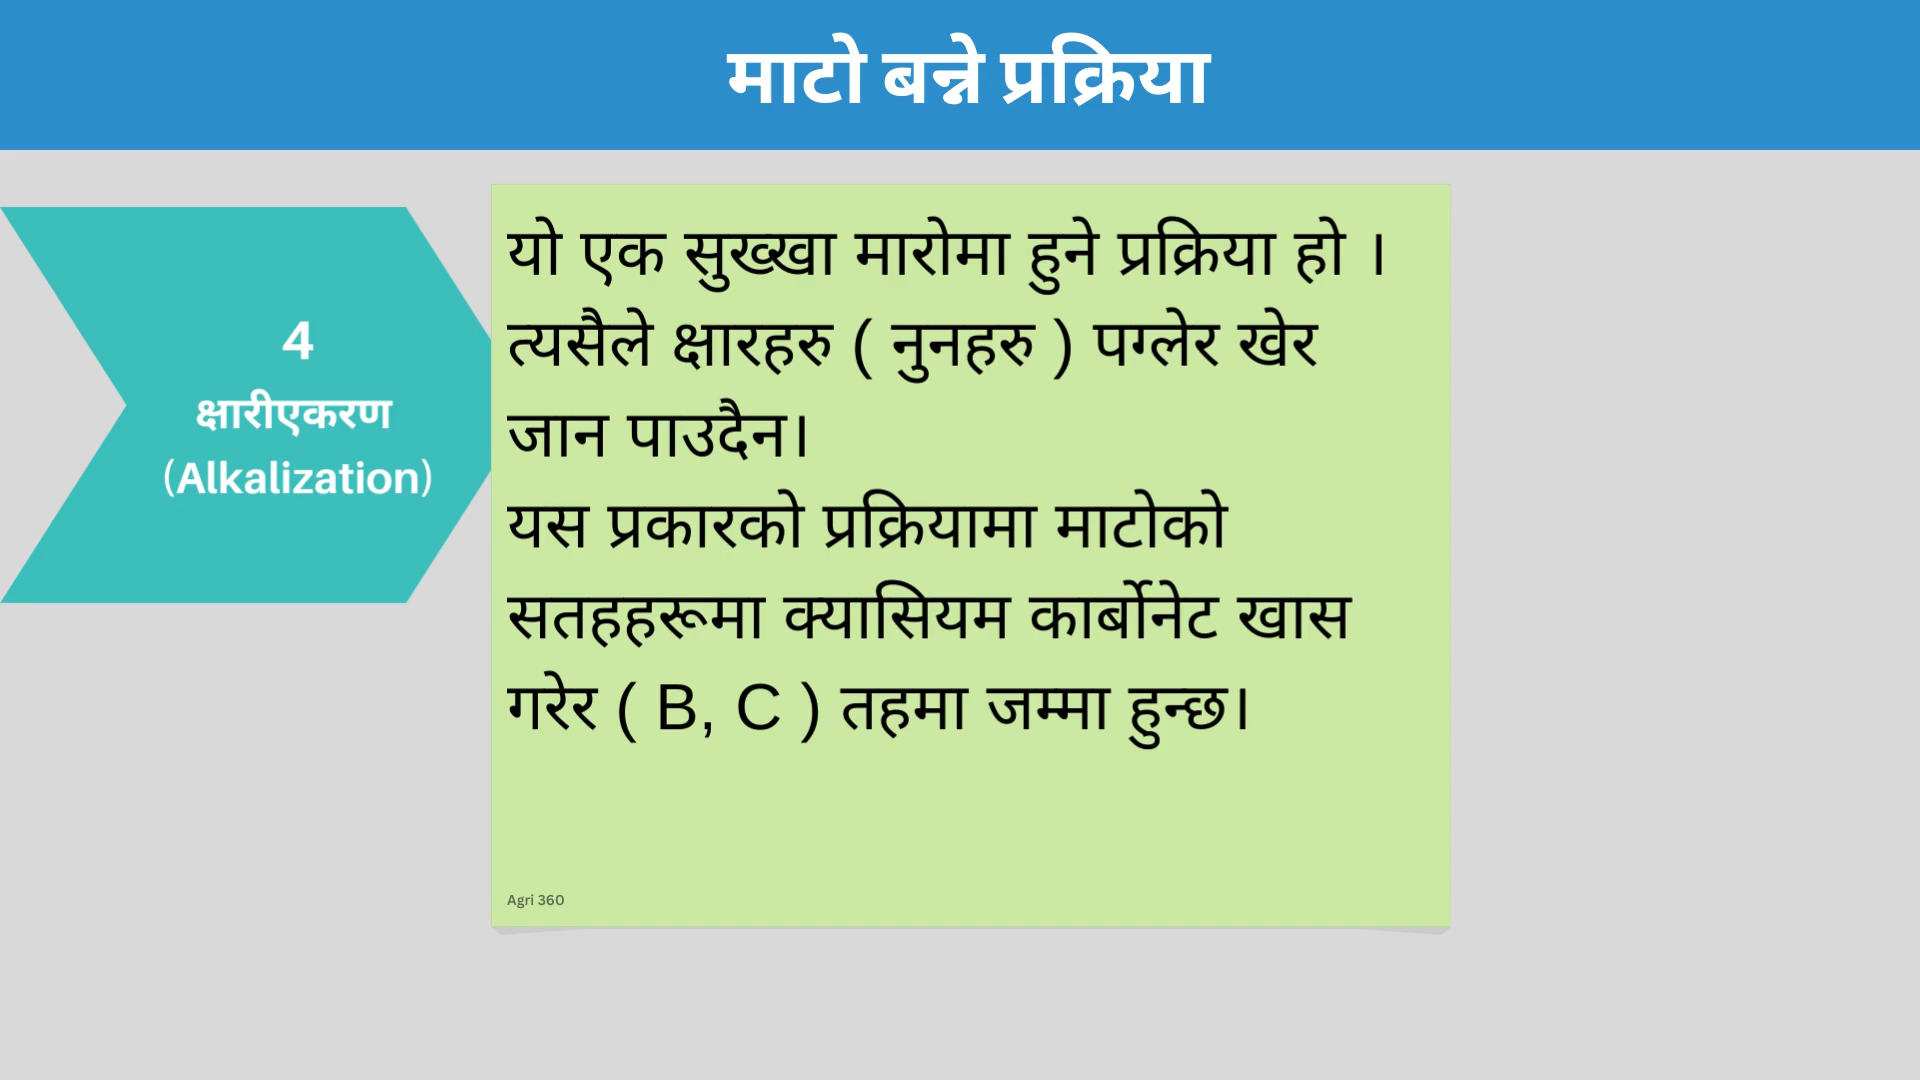 माटो बन्ने प्रक्रिया
4
क्षारीएकरण
(Alkalization)
यो एक सुख्खा मारोमा हुने प्रक्रिया हो ।
त्यसैले क्षारहरु ( नुनहरु ) पग्लेर खेर
जान पाउदैन।
यस प्रकारको प्रक्रियामा माटोको
सतहहरूमा क्यासियम कार्बोनेट खास
गरेर ( B, C ) तहमा जम्मा हुन्छ।
Agri 360